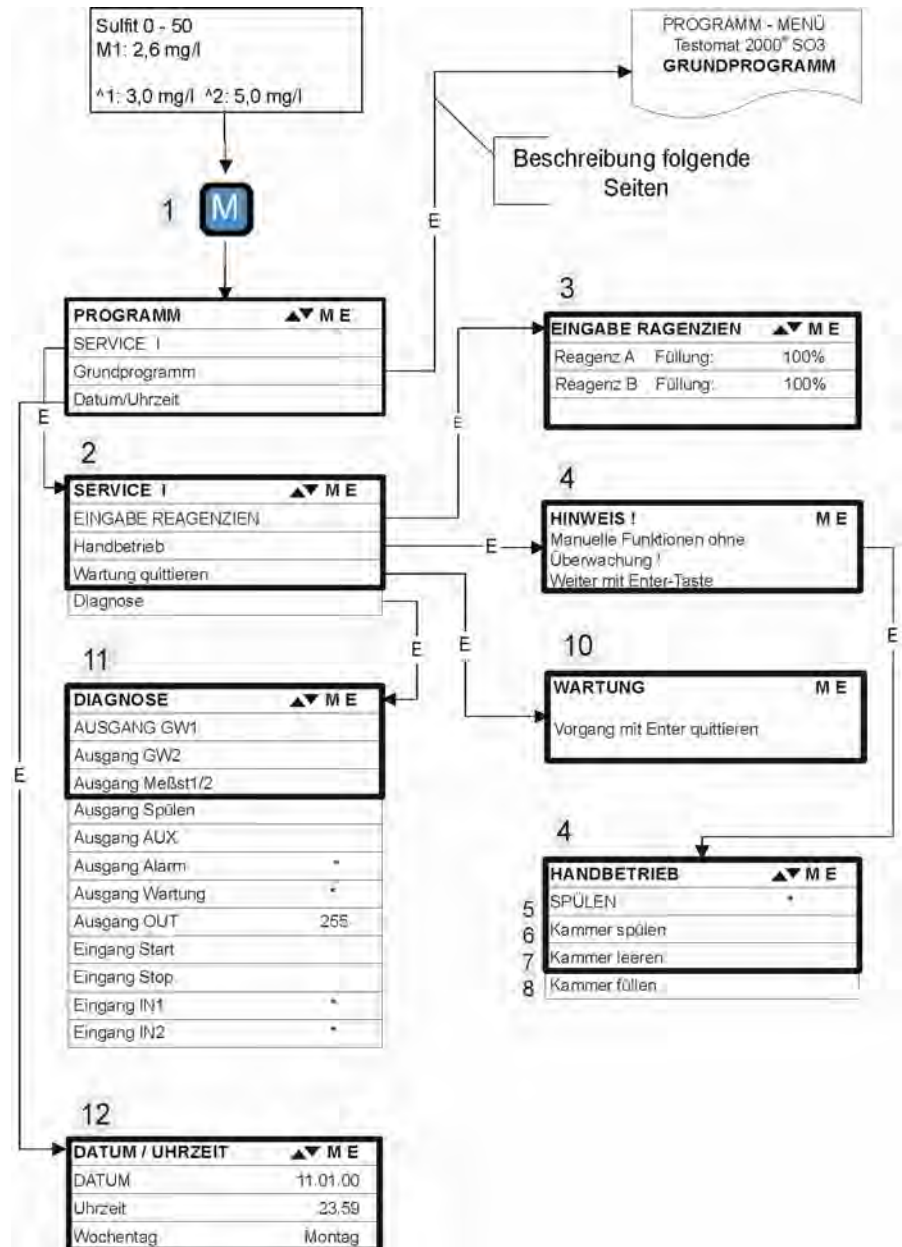 Sulfit 0 - 50
M1: 2,6 mg/l
^1: 3,0 mg/l ^2: 5,0 mg/l
PROGRAMM - MENÜ
Testomat 2000® SO3
GRUNDPROGRAMM
Beschreibung folgende
Seiten
1 M
E
PROGRAMM ▲▼ M E
SERVICE I
Grundprogramm
Datum/Uhrzeit
E
3
EINGABE RAGENZIEN ▲▼ M E
Reagenz A Füllung: 100%
Reagenz B Füllung: 100%
E
2
SERVICE I ▲▼ M E
EINGABE REAGENZIEN
Handbetrieb
Wartung quittieren
Diagnose
E
4
HINWEIS ! M E
Manuelle Funktionen ohne
Überwachung !
Weiter mit Enter-Taste
E
E
E
10
WARTUNG M E
Vorgang mit Enter quittieren
11
DIAGNOSE ▲▼ M E
AUSGANG GW1
Ausgang GW2
Ausgang Meßst1/2
Ausgang Spülen
Ausgang AUX
Ausgang Alarm *
Ausgang Wartung *
Ausgang OUT 255
Eingang Start
Eingang Stop
Eingang IN1 *
Eingang IN2 *
E
4
HANDBETRIEB ▲▼ M E
5 SPÜLEN *
6 Kammer spülen
7 Kammer leeren
8 Kammer füllen
12
DATUM / UHRZEIT ▲▼ M E
DATUM 11.01.00
Uhrzeit 23.59
Wochentag Montag